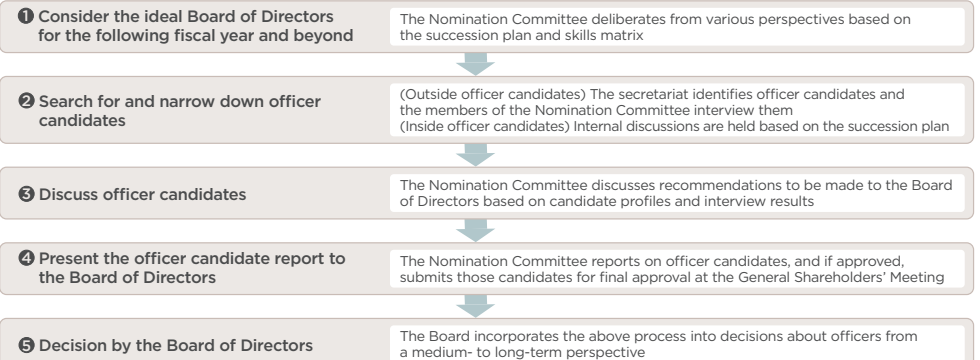 ❶ Consider the ideal Board of Directors
for the following fiscal year and beyond
The Nomination Committee deliberates from various perspectives based on
the succession plan and skills matrix
❷ Search for and narrow down officer
candidates
(Outside officer candidates) The secretariat identifies officer candidates and
the members of the Nomination Committee interview them
(Inside officer candidates) Internal discussions are held based on the succession plan
❸ Discuss officer candidates
The Nomination Committee discusses recommendations to be made to the Board
of Directors based on candidate profiles and interview results
❹ Present the officer candidate report to
the Board of Directors
The Nomination Committee reports on officer candidates, and if approved,
submits those candidates for final approval at the General Shareholders’ Meeting
❺ Decision by the Board of Directors
The Board incorporates the above process into decisions about officers from
a medium- to long-term perspective